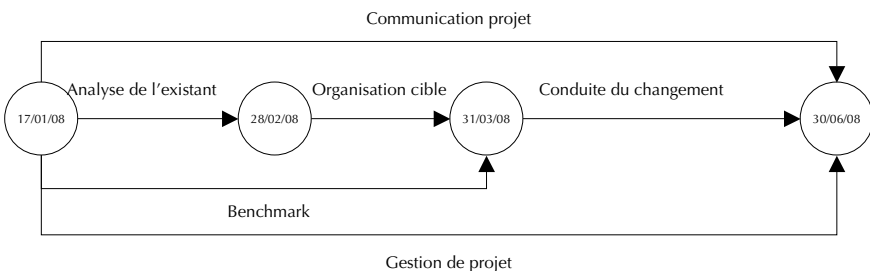 Communication projet
Analyse de l'existant
Organisation cible
Conduite du changement
17/01/08
28/02/08
31/03/08
30/06/08
Benchmark
Gestion de projet